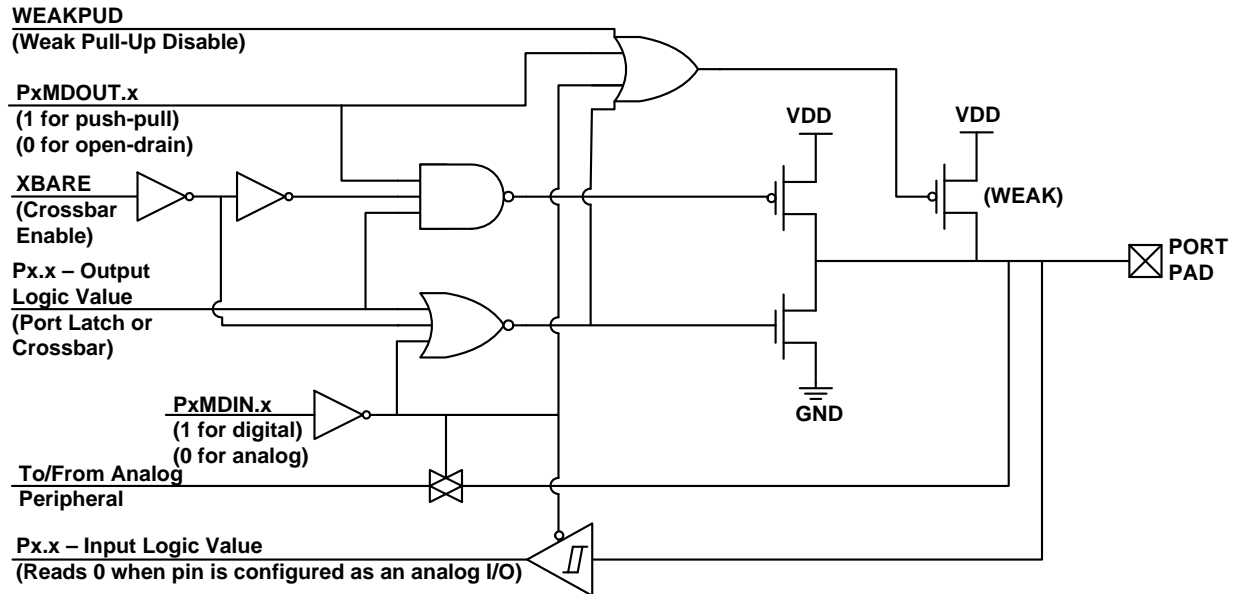 WEAKPUD
(Weak Pull-Up Disable)
PxMDOUT.x
(1 for push-pull)
(0 for open-drain)
XBARE
(Crossbar
Enable)
Px.x – Output
Logic Value
(Port Latch or
Crossbar)
PxMDIN.x
(1 for digital)
(0 for analog)
To/From Analog
Peripheral
Px.x – Input Logic Value
(Reads 0 when pin is configured as an analog I/O)
VDD
VDD
(WEAK)
PORT
PAD
GND